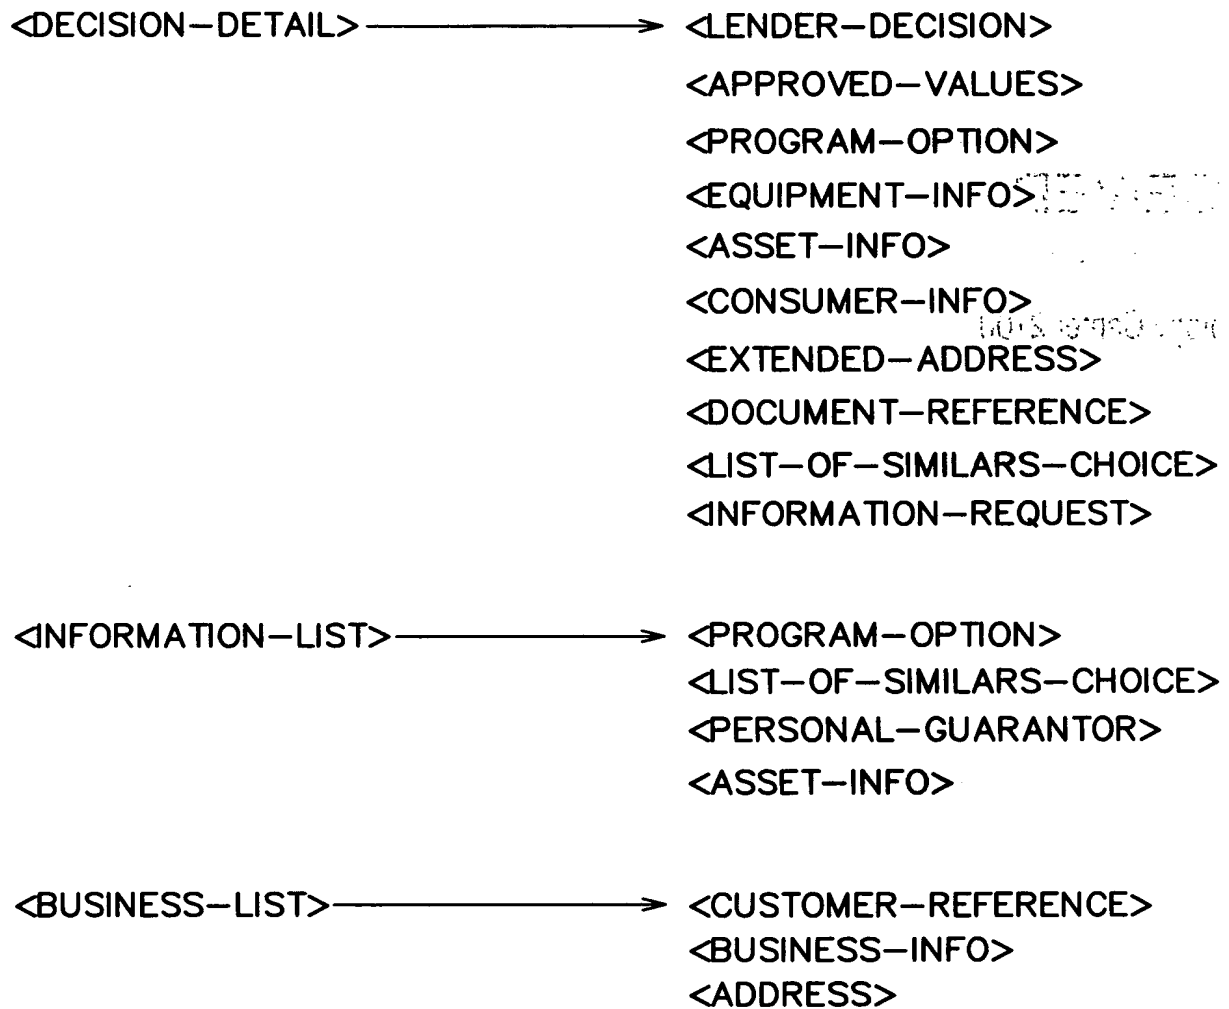 <DECISION-DETAIL> <LENDER-DECISION>
<APPROVED-VALUES>
<PROGRAM-OPTION>
<EQUIPMENT-INFO>
<ASSET-INFO>
<CONSUMER-INFO>
<EXTENDED-ADDRESS>
<DOCUMENT-REFERENCE>
<LIST-OF-SIMILARS-CHOICE>
<INFORMATION-REQUEST>
<INFORMATION-LIST> <PROGRAM-OPTION>
<LIST-OF-SIMILARS-CHOICE>
<PERSONAL-GUARANTOR>
<ASSET-INFO>
<BUSINESS-LIST> <CUSTOMER-REFERENCE>
<BUSINESS-INFO>
<ADDRESS>